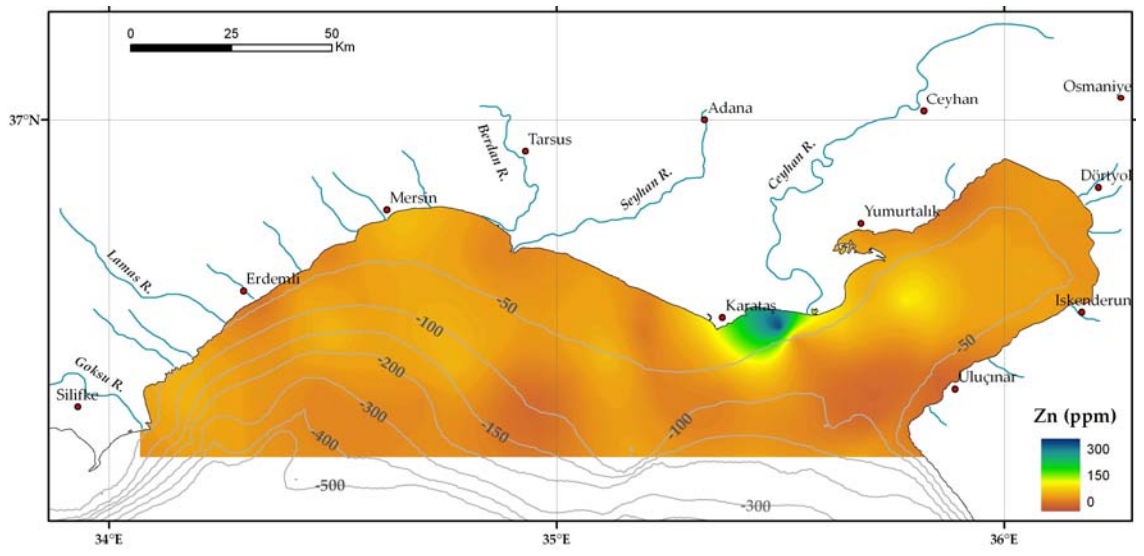 0 25 50
Km
Osmaniye
Ceyhan
Adana
37°N
Tarsus
Berdan R.
Ceyhan R.
Seyhan R.
Dörtyol
Mersin
Yumurtalık
Lamas R.
Erdemli
-50
Karataş
Iskenderun
-100
-50
Goksu R.
-200
Uluçınar
Silifke
-300
-150
-100
-400
Zn (ppm)
300
150
0
-500
-300
34°E 35°E 36°E